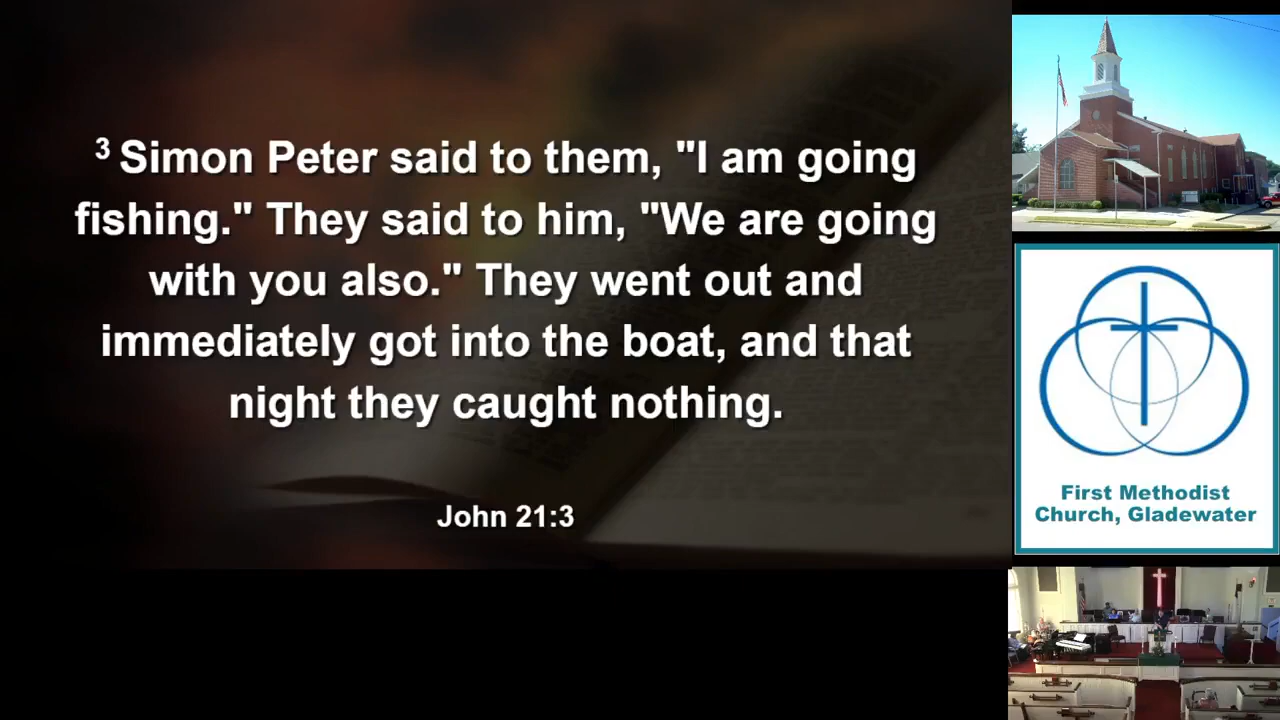 3 Simon Peter said to them, "I am going
fishing." They said to him, "We are going
with you also." They went out and
immediately got into the boat, and that
night they caught nothing.
John 21:3
First Methodist
Church, Gladewater